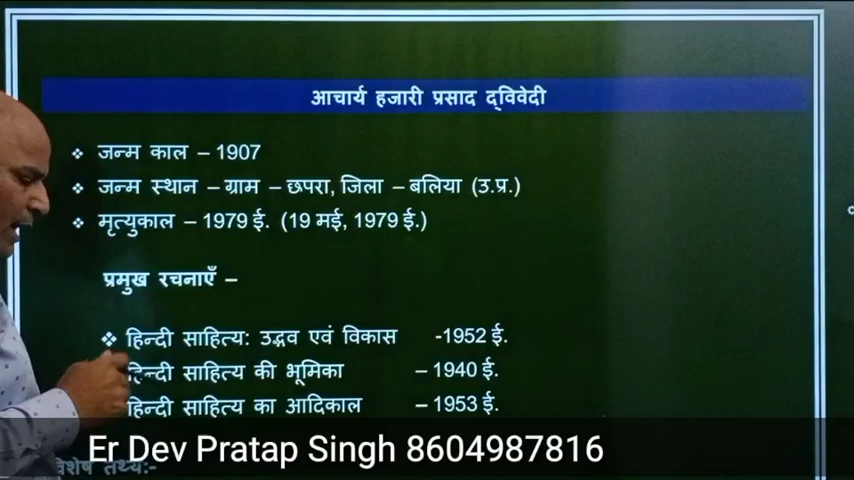 आचार्य हजारी प्रसाद द्‌विवेदी
❖ जन्म काल – 1907
❖ जन्म स्थान – ग्राम – छपरा, जिला – बलिया (उ.प्र.)
❖ मृत्युकाल – 1979 ई. (19 मई, 1979 ई.)
प्रमुख रचनाएँ –
❖ हिन्दी साहित्य: उद्भव एवं विकास -1952 ई.
हिन्दी साहित्य की भूमिका – 1940 ई.
हिन्दी साहित्य का आदिकाल – 1953 ई.
Er Dev Pratap Singh 8604987816
विशेष तथ्य:-